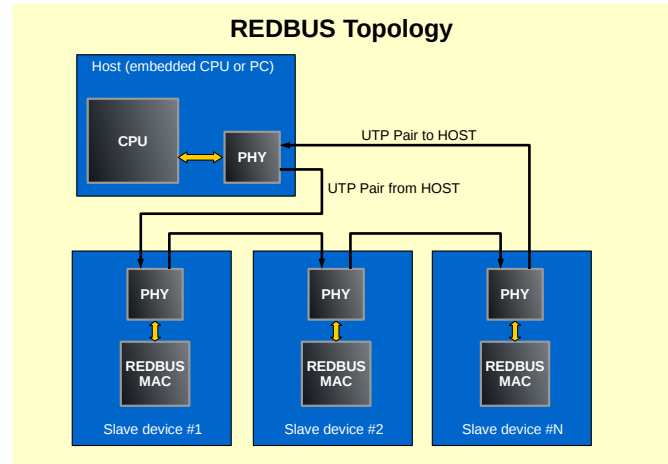 REDBUS Topology
Host (embedded CPU or PC)
CPU
PHY
UTP Pair to HOST
UTP Pair from HOST
PHY
PHY
PHY
REDBUS
MAC
REDBUS
MAC
REDBUS
MAC
Slave device #1
Slave device #2
Slave device #N